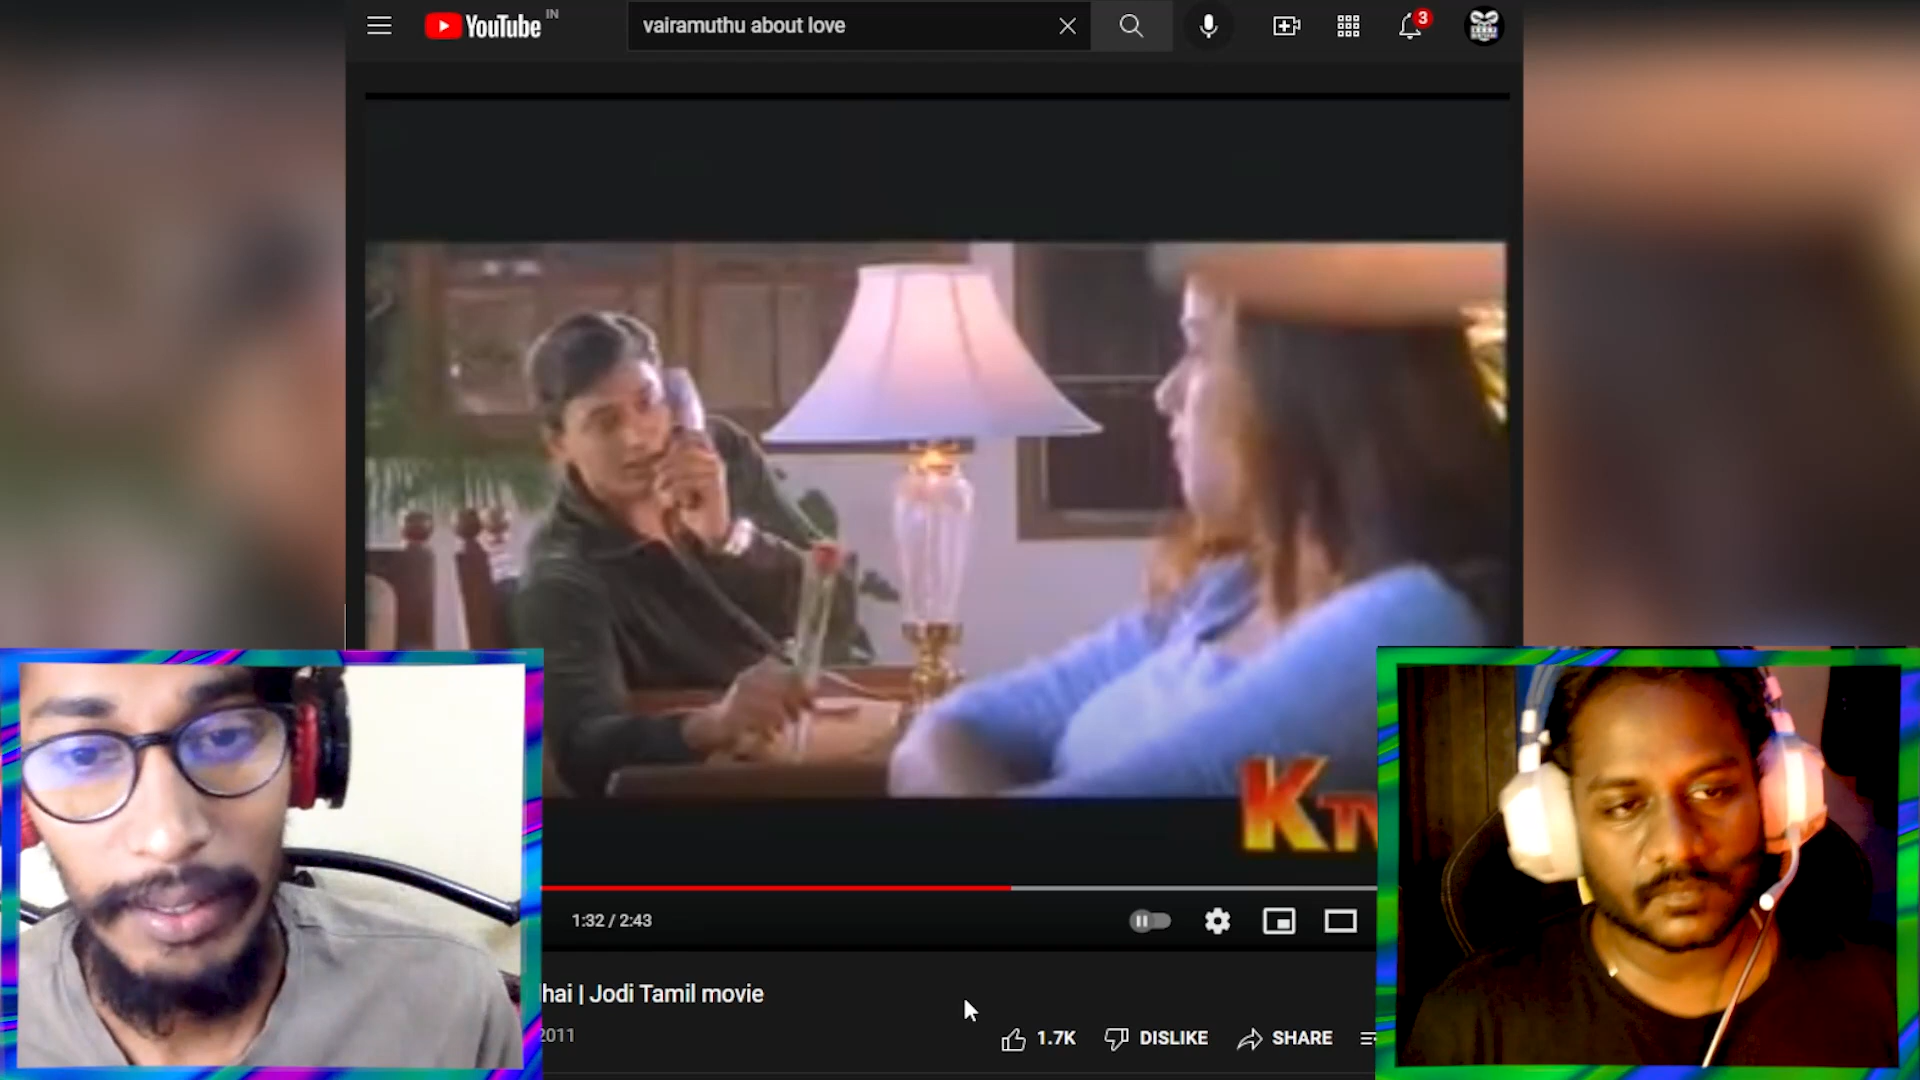 YouTube IN
vairamuthu about love
3
K TV
1:32 / 2:43
hai | Jodi Tamil movie
2011
1.7K DISLIKE SHARE